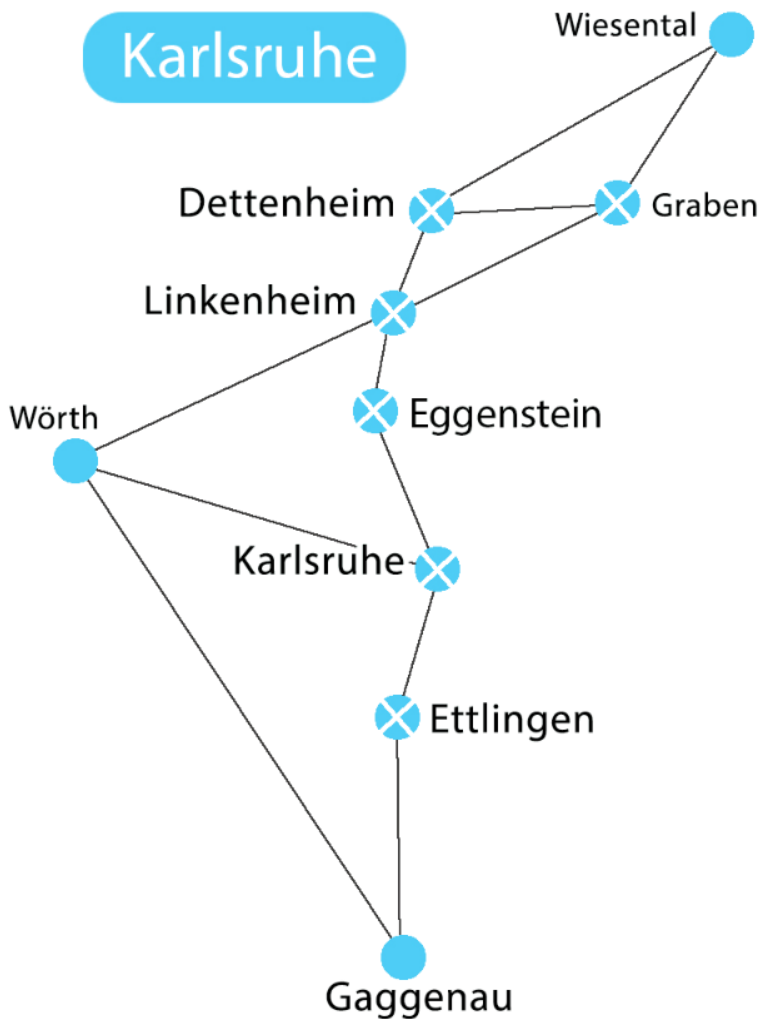 Karlsruhe
Wiesental
Dettenheim
Graben
Linkenheim
Wörth
Eggenstein
Karlsruhe
Ettlingen
Gaggenau